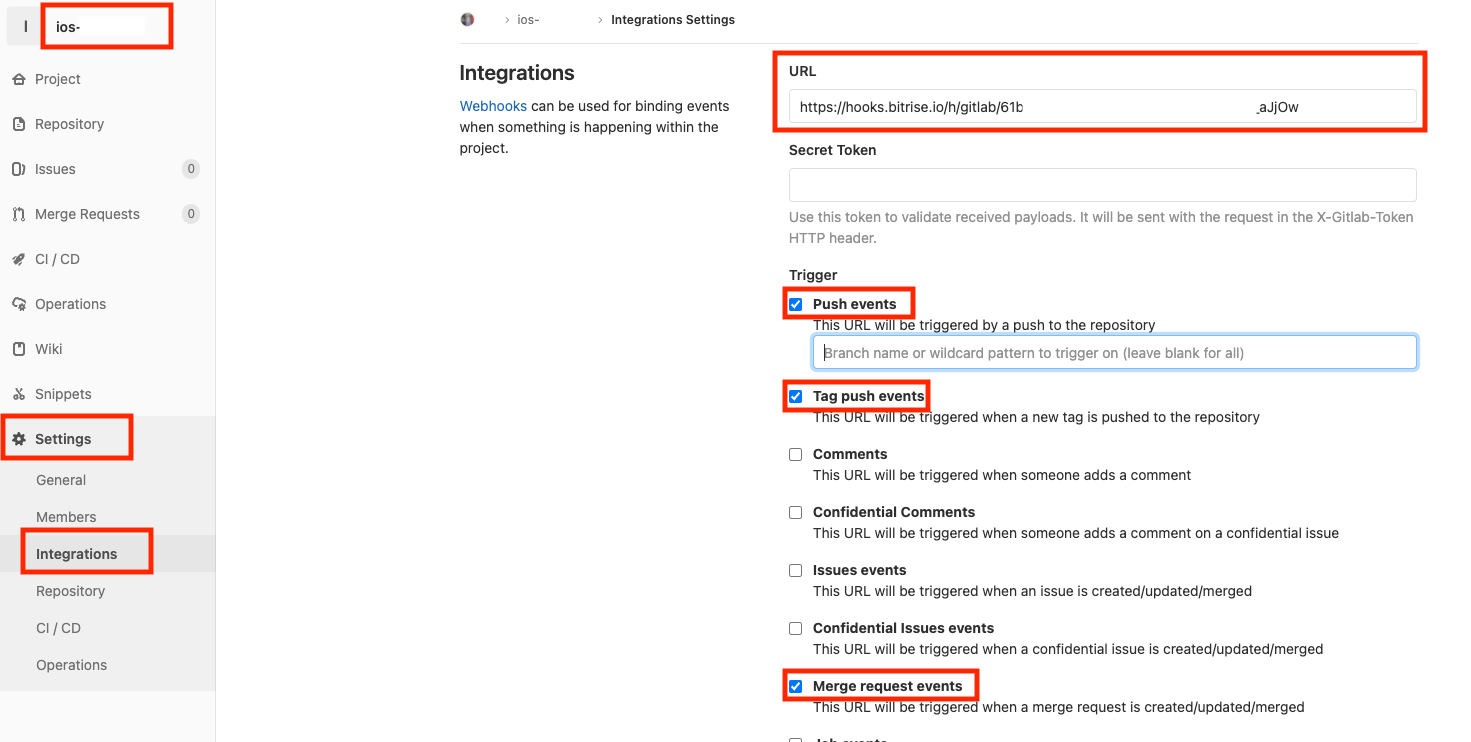 I
ios-
Project
Repository
Issues 0
Merge Requests 0
CI / CD
Operations
Wiki
Snippets
Settings
General
Members
Integrations
Repository
CI / CD
Operations
› ios- › Integrations Settings
Integrations
Webhooks can be used for binding events
when something is happening within the
project.
URL
https://hooks.bitrise.io/h/gitlab/61b _aJjOw
Secret Token
Use this token to validate received payloads. It will be sent with the request in the X-Gitlab-Token
HTTP header.
Trigger
Push events
This URL will be triggered by a push to the repository
Branch name or wildcard pattern to trigger on (leave blank for all)
Tag push events
This URL will be triggered when a new tag is pushed to the repository
Comments
This URL will be triggered when someone adds a comment
Confidential Comments
This URL will be triggered when someone adds a comment on a confidential issue
Issues events
This URL will be triggered when an issue is created/updated/merged
Confidential Issues events
This URL will be triggered when a confidential issue is created/updated/merged
Merge request events
This URL will be triggered when a merge request is created/updated/merged